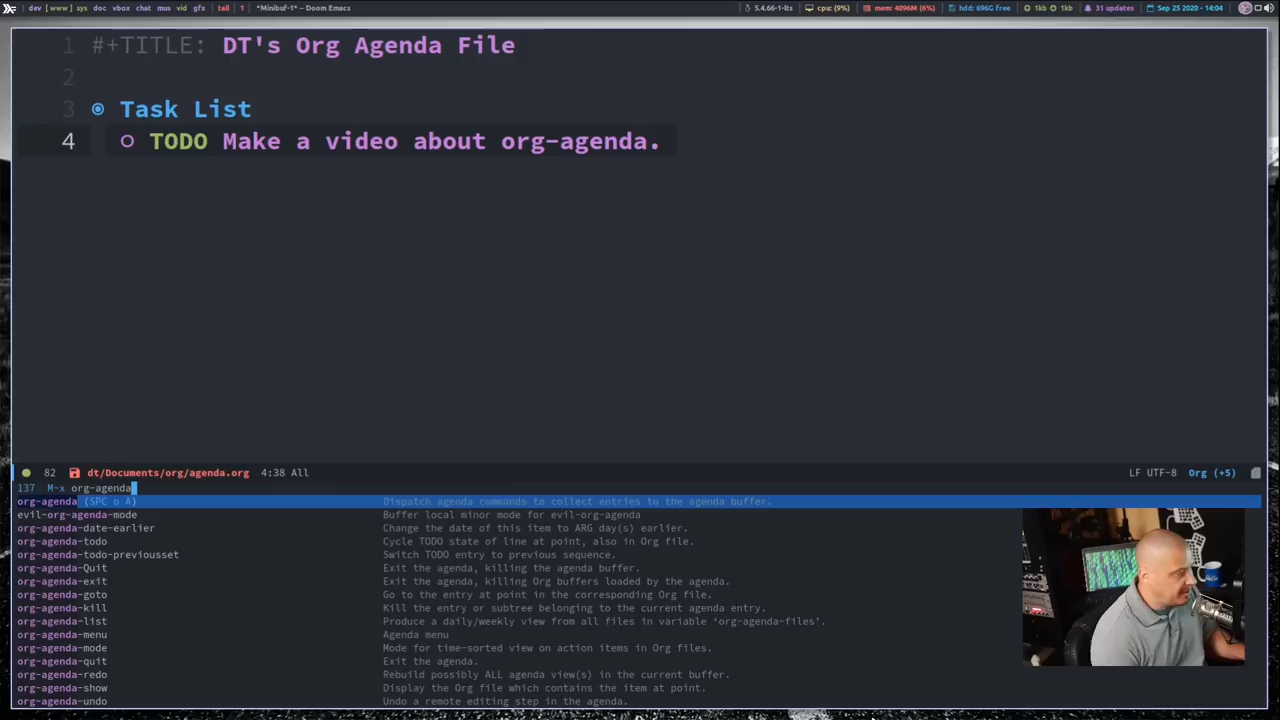 dev [www] sys doc vbox chat mus vid gfx tall 1 *Minibuf-1* – Doom Emacs 5.4.66-1-lts cpu: (9%) mem: 4096M (6%) hdd: 696G free 1kb 1kb 31 updates Sep 25 2020 - 14:04
1 #+TITLE: DT's Org Agenda File
2
3 Task List
4 TODO Make a video about org-agenda.
82 dt/Documents/org/agenda.org 4:38 All LF UTF-8 Org (+5)
137 M-x org-agenda
org-agenda (SPC o A) Dispatch agenda commands to collect entries to the agenda buffer.
evil-org-agenda-mode Buffer local minor mode for evil-org-agenda
org-agenda-date-earlier Change the date of this item to ARG day(s) earlier.
org-agenda-todo Cycle TODO state of line at point, also in Org file.
org-agenda-todo-previousset Switch TODO entry to previous sequence.
org-agenda-Quit Exit the agenda, killing the agenda buffer.
org-agenda-exit Exit the agenda, killing Org buffers loaded by the agenda.
org-agenda-goto Go to the entry at point in the corresponding Org file.
org-agenda-kill Kill the entry or subtree belonging to the current agenda entry.
org-agenda-list Produce a daily/weekly view from all files in variable ‘org-agenda-files’.
org-agenda-menu Agenda menu
org-agenda-mode Mode for time-sorted view on action items in Org files.
org-agenda-quit Exit the agenda.
org-agenda-redo Rebuild possibly ALL agenda view(s) in the current buffer.
org-agenda-show Display the Org file which contains the item at point.
org-agenda-undo Undo a remote editing step in the agenda.